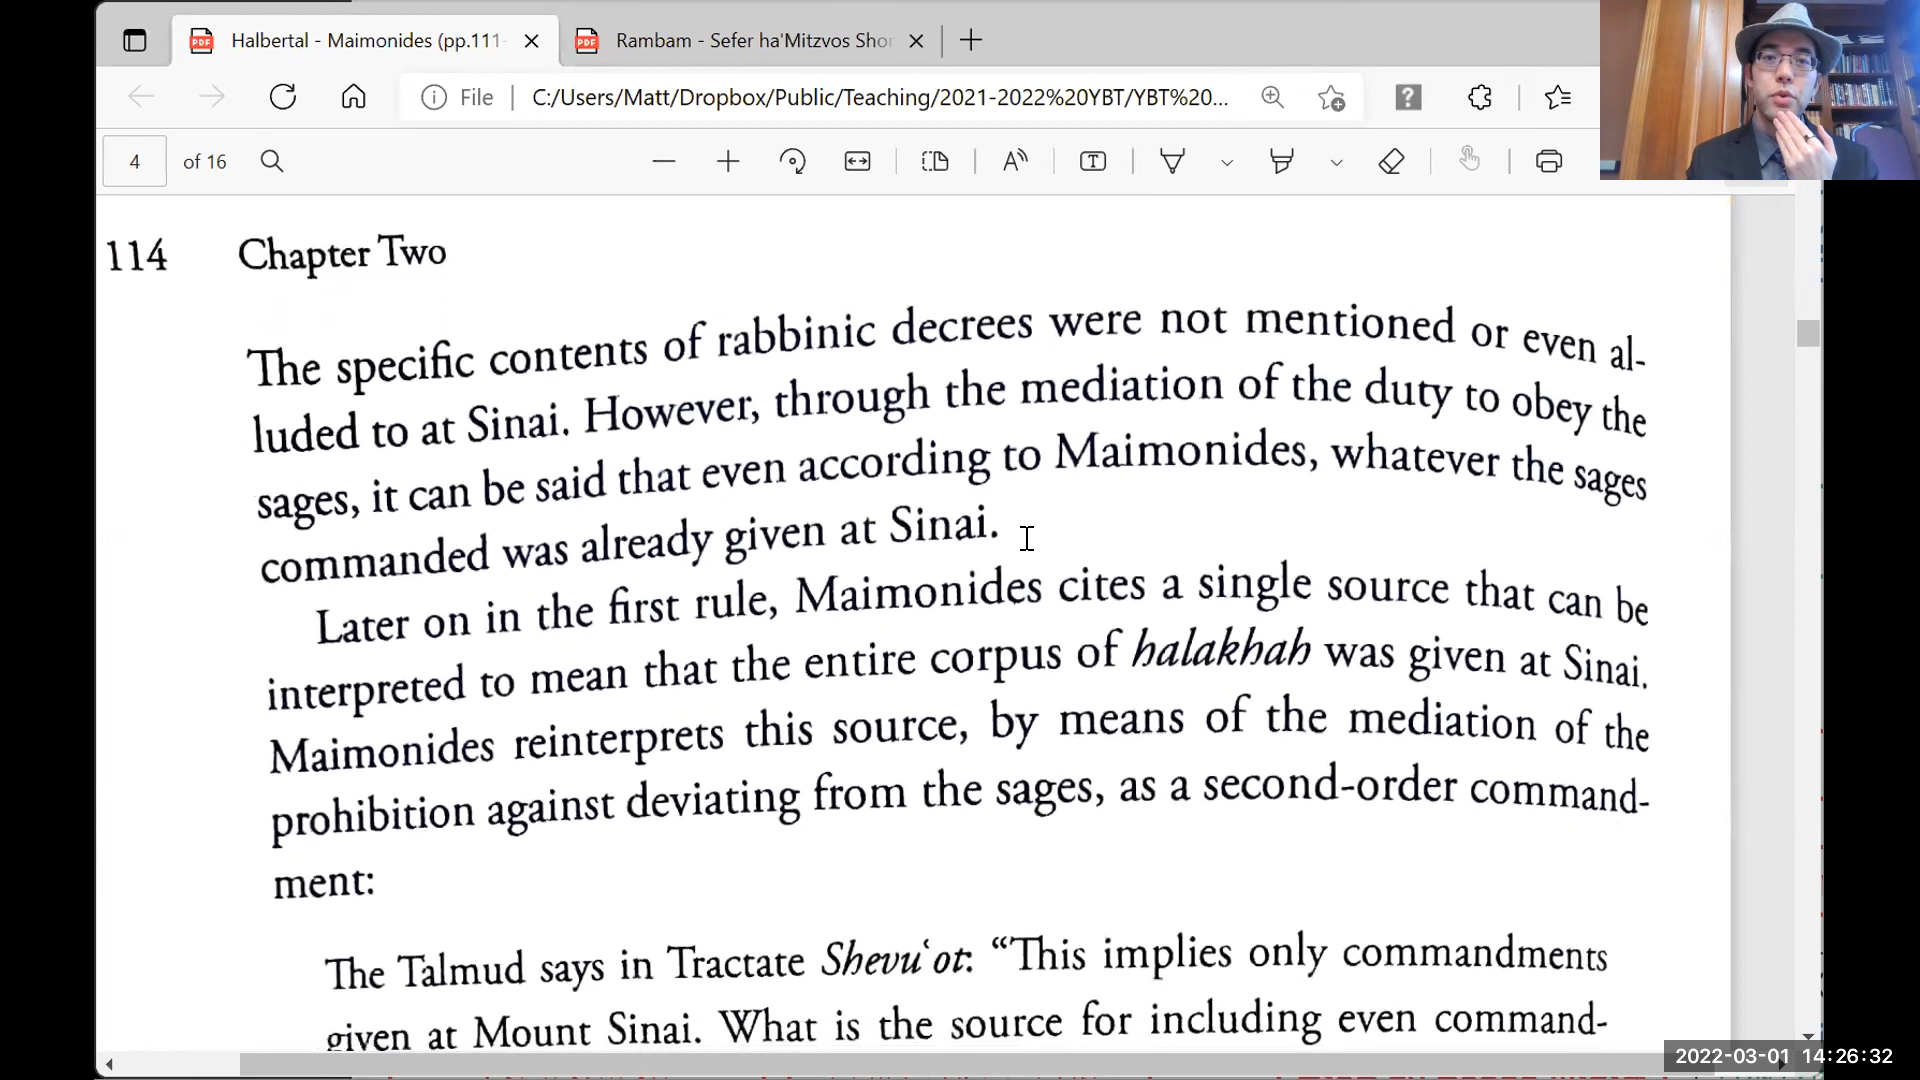 Halbertal - Maimonides (pp.111-
Rambam - Sefer ha'Mitzvos Shor
File
C:/Users/Matt/Dropbox/Public/Teaching/2021-2022%20YBT/YBT%20...
4 of 16
114 Chapter Two
The specific contents of rabbinic decrees were not mentioned or even al-
luded to at Sinai. However, through the mediation of the duty to obey the
sages, it can be said that even according to Maimonides, whatever the sages
commanded was already given at Sinai.
Later on in the first rule, Maimonides cites a single source that can be
interpreted to mean that the entire corpus of halakhah was given at Sinai.
Maimonides reinterprets this source, by means of the mediation of the
prohibition against deviating from the sages, as a second-order command-
ment:
The Talmud says in Tractate Shevuʿot: “This implies only commandments
given at Mount Sinai. What is the source for including even command-
2022-03-01 14:26:32